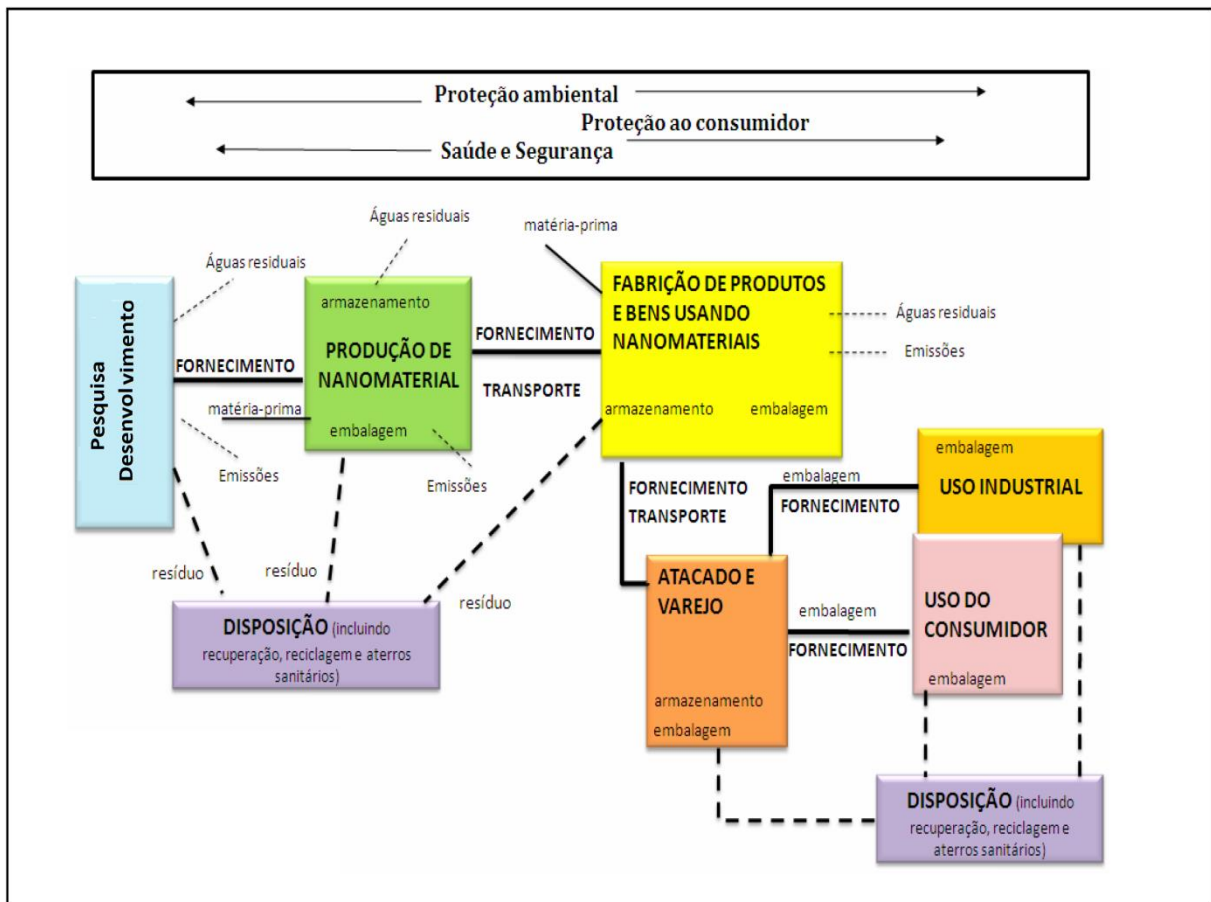 Proteção ambiental
Proteção ao consumidor
Saúde e Segurança
Águas residuais
matéria-prima
Águas residuais
Pesquisa
Desenvol vimento
FORNECIMENTO
matéria-prima
Emissões
armazenamento
PRODUÇÃO DE
NANOMATERIAL
embalagem
Emissões
FORNECIMENTO
TRANSPORTE
FABRIÇÃO DE PRODUTOS
E BENS USANDO
NANOMATERIAIS
armazenamento embalagem
Águas residuais
Emissões
resíduo
resíduo
resíduo
DISPOSIÇÃO (incluindo
recuperação, reciclagem e aterros
sanitários)
FORNECIMENTO
TRANSPORTE
embalagem
FORNECIMENTO
embalagem
USO INDUSTRIAL
ATACADO E
VAREJO
armazenamento
embalagem
embalagem
FORNECIMENTO
USO DO
CONSUMIDOR
embalagem
DISPOSIÇÃO (incluindo
recuperação, reciclagem e
aterros sanitários)